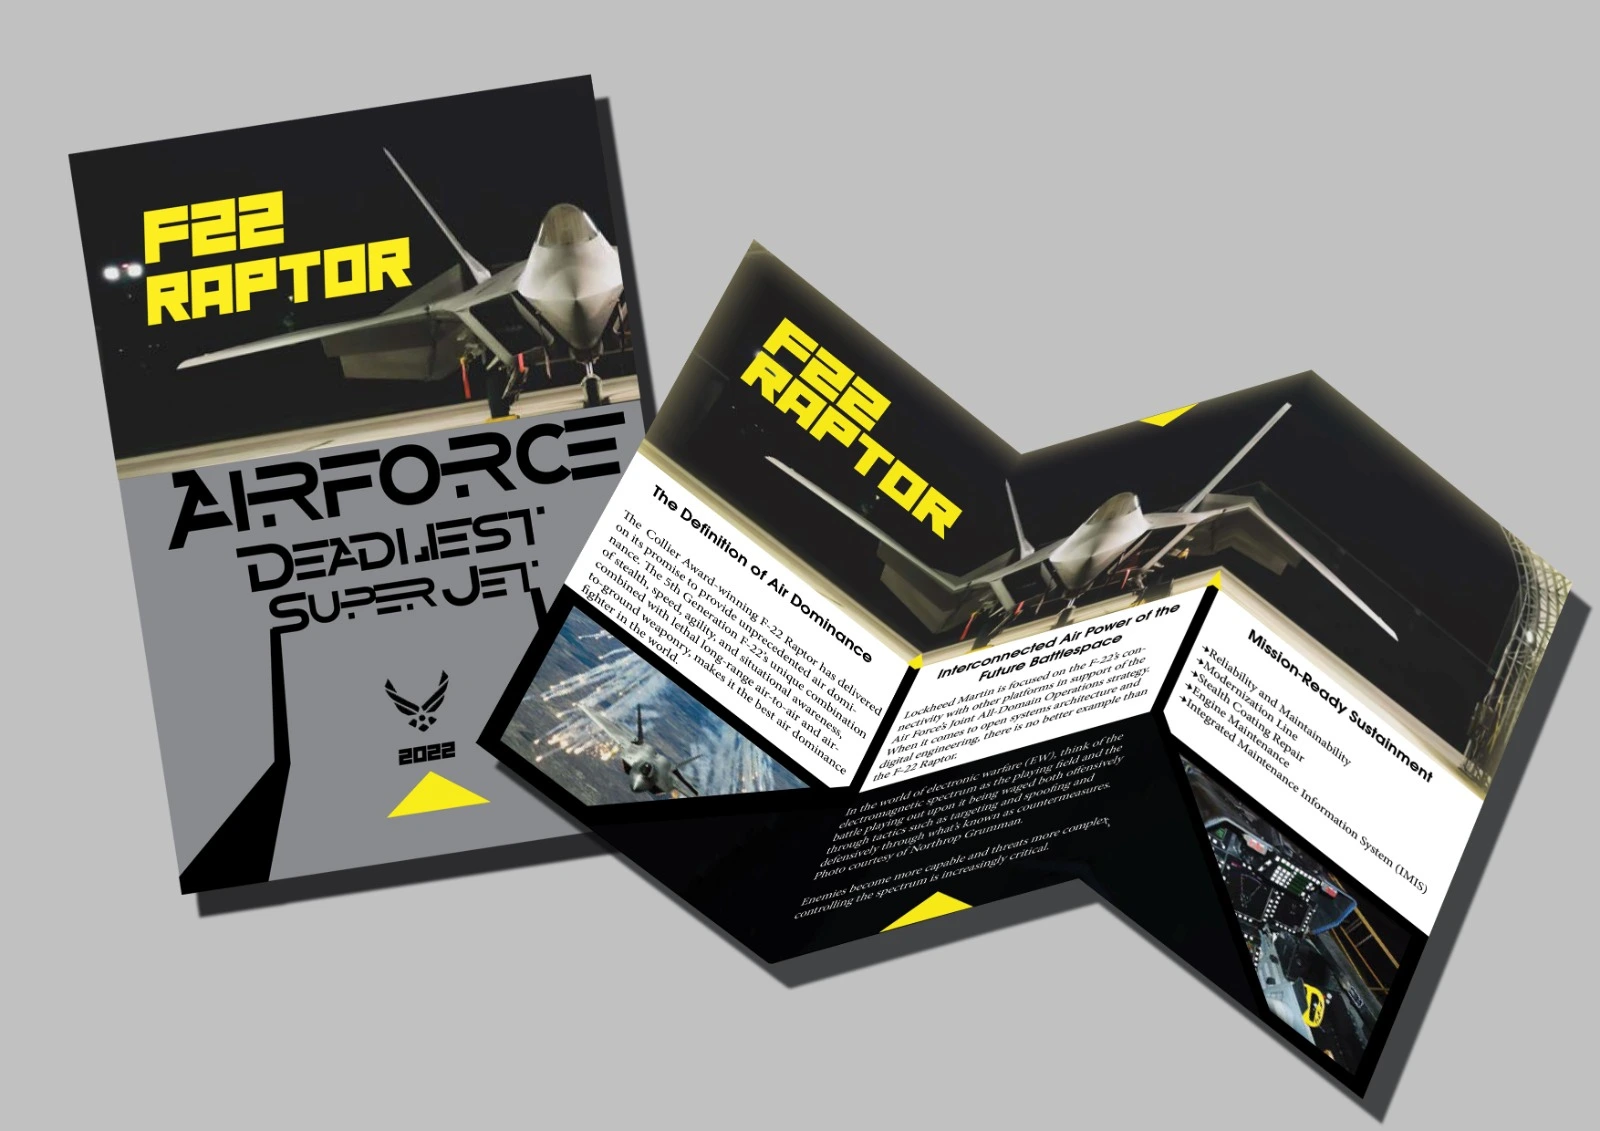 F22
RAPTOR
AIRFORCE
DEADLIEST
SUPER JET
2022
F22
RAPTOR
The Definition of Air Dominance
The Collier Award-winning F-22 Raptor has delivered
on its promise to provide unprecedented air domi-
nance. The 5th Generation F-22's unique combination
of stealth, speed, agility, and situational awareness,
combined with lethal long-range air-to-air and air-
to-ground weaponry, makes it the best air dominance
fighter in the world.
Interconnected Air Power of the
Future Battlespace
Lockheed Martin is focused on the F-22's con-
nectivity with other platforms in support of the
Air Force's Joint All-Domain Operations strategy.
When it comes to open systems architecture and
digital engineering, there is no better example than
the F-22 Raptor.
In the world of electronic warfare (EW), think of the
electromagnetic spectrum as the playing field and the
battle playing out upon it being waged both offensively
through tactics such as targeting and spoofing and
defensively through what's known as countermeasures.
Photo courtesy of Northrop Grumman.
Enemies become more capable and threats more complex,
controlling the spectrum is increasingly critical.
Mission-Ready Sustainment
Reliability and Maintainability
Modernization Line
Stealth Coating Repair
Engine Maintenance
Integrated Maintenance Information System (IMIS)